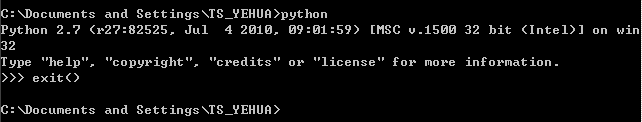 C:\Documents and Settings\TS_YEHUA>python
Python 2.7 (r27:82525, Jul  4 2010, 09:01:59) [MSC v.1500 32 bit (Intel)] on win
32
Type "help", "copyright", "credits" or "license" for more information.
>>> exit()
C:\Documents and Settings\TS_YEHUA>